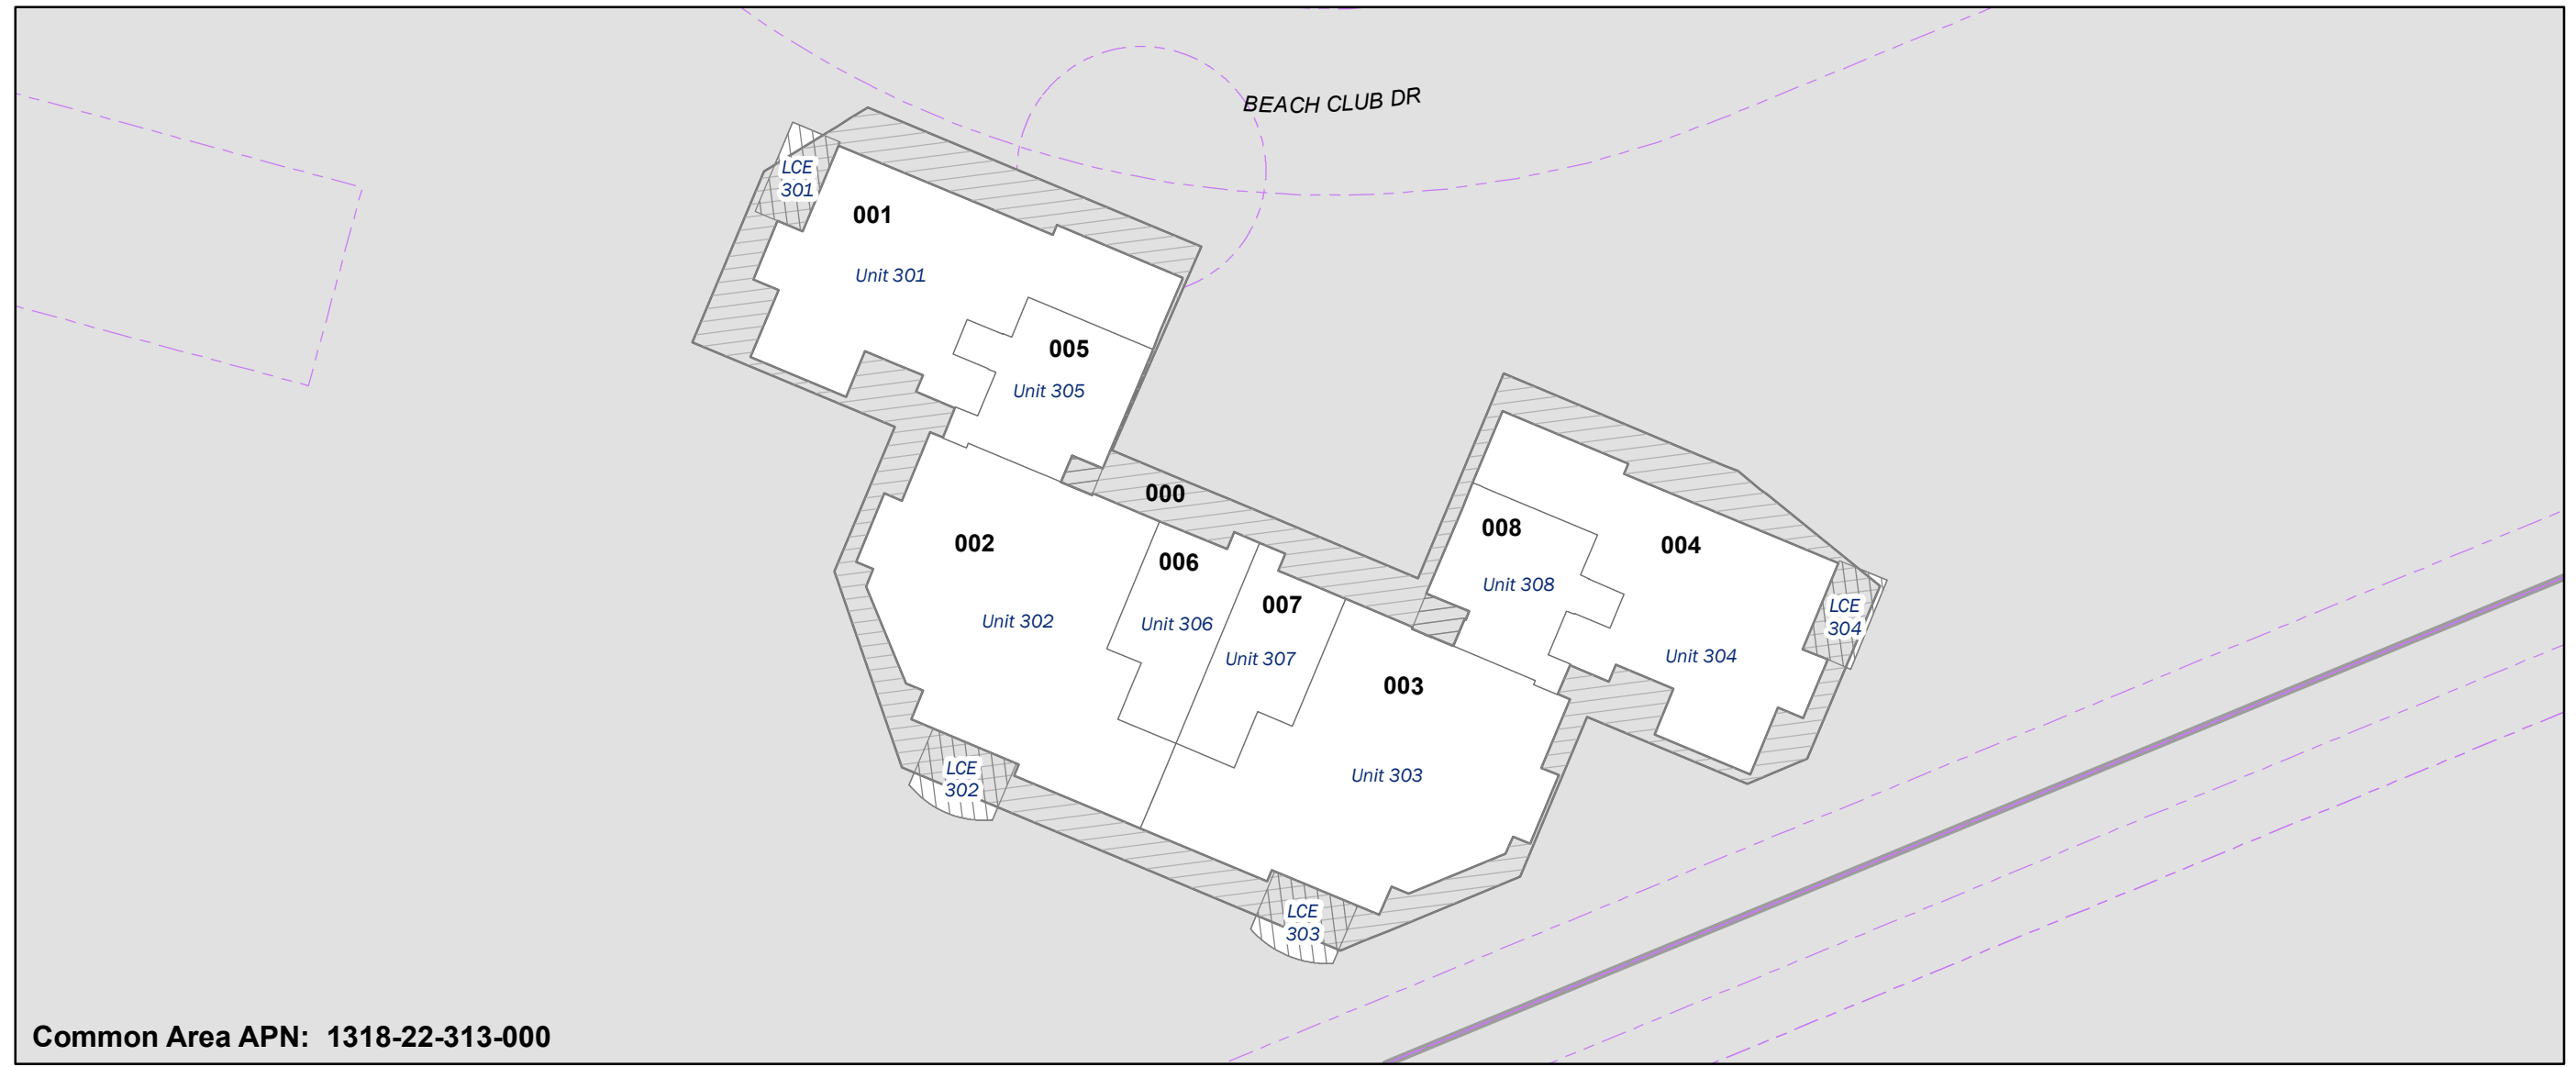 BEACH CLUB DR
LCE
301
001
Unit 301
005
Unit 305
000
002
Unit 302
006
Unit 306
007
Unit 307
003
Unit 303
008
Unit 308
004
Unit 304
LCE
304
LCE
302
LCE
303
Common Area APN: 1318-22-313-000